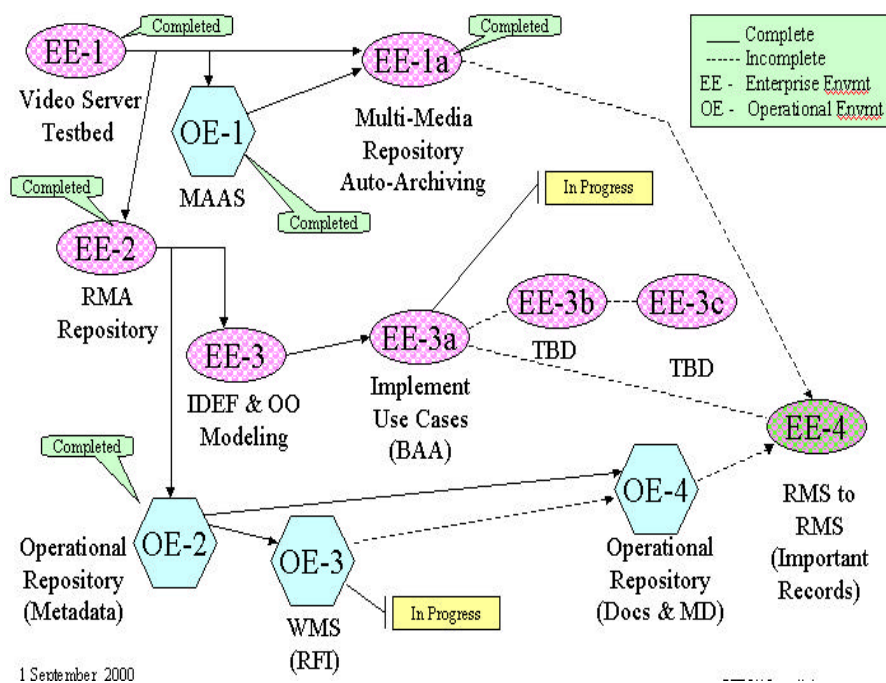 Completed
EE-1
Video Server
Testbed
Completed
EE-1a
Multi-Media
Repository
Auto-Archiving
OE-1
MAAS
Completed
____ Complete
------- Incomplete
EE - Enterprise Envmt
OE - Operational Envmt
Completed
EE-2
RMA
Repository
In Progress
EE-3
IDEF & OO
Modeling
EE-3a
Implement
Use Cases
(BAA)
EE-3b
TBD
EE-3c
TBD
EE-4
RMS to
RMS
(Important
Records)
Completed
OE-2
Operational
Repository
(Metadata)
OE-3
WMS
(RFI)
In Progress
OE-4
Operational
Repository
(Docs & MD)
1 September 2000